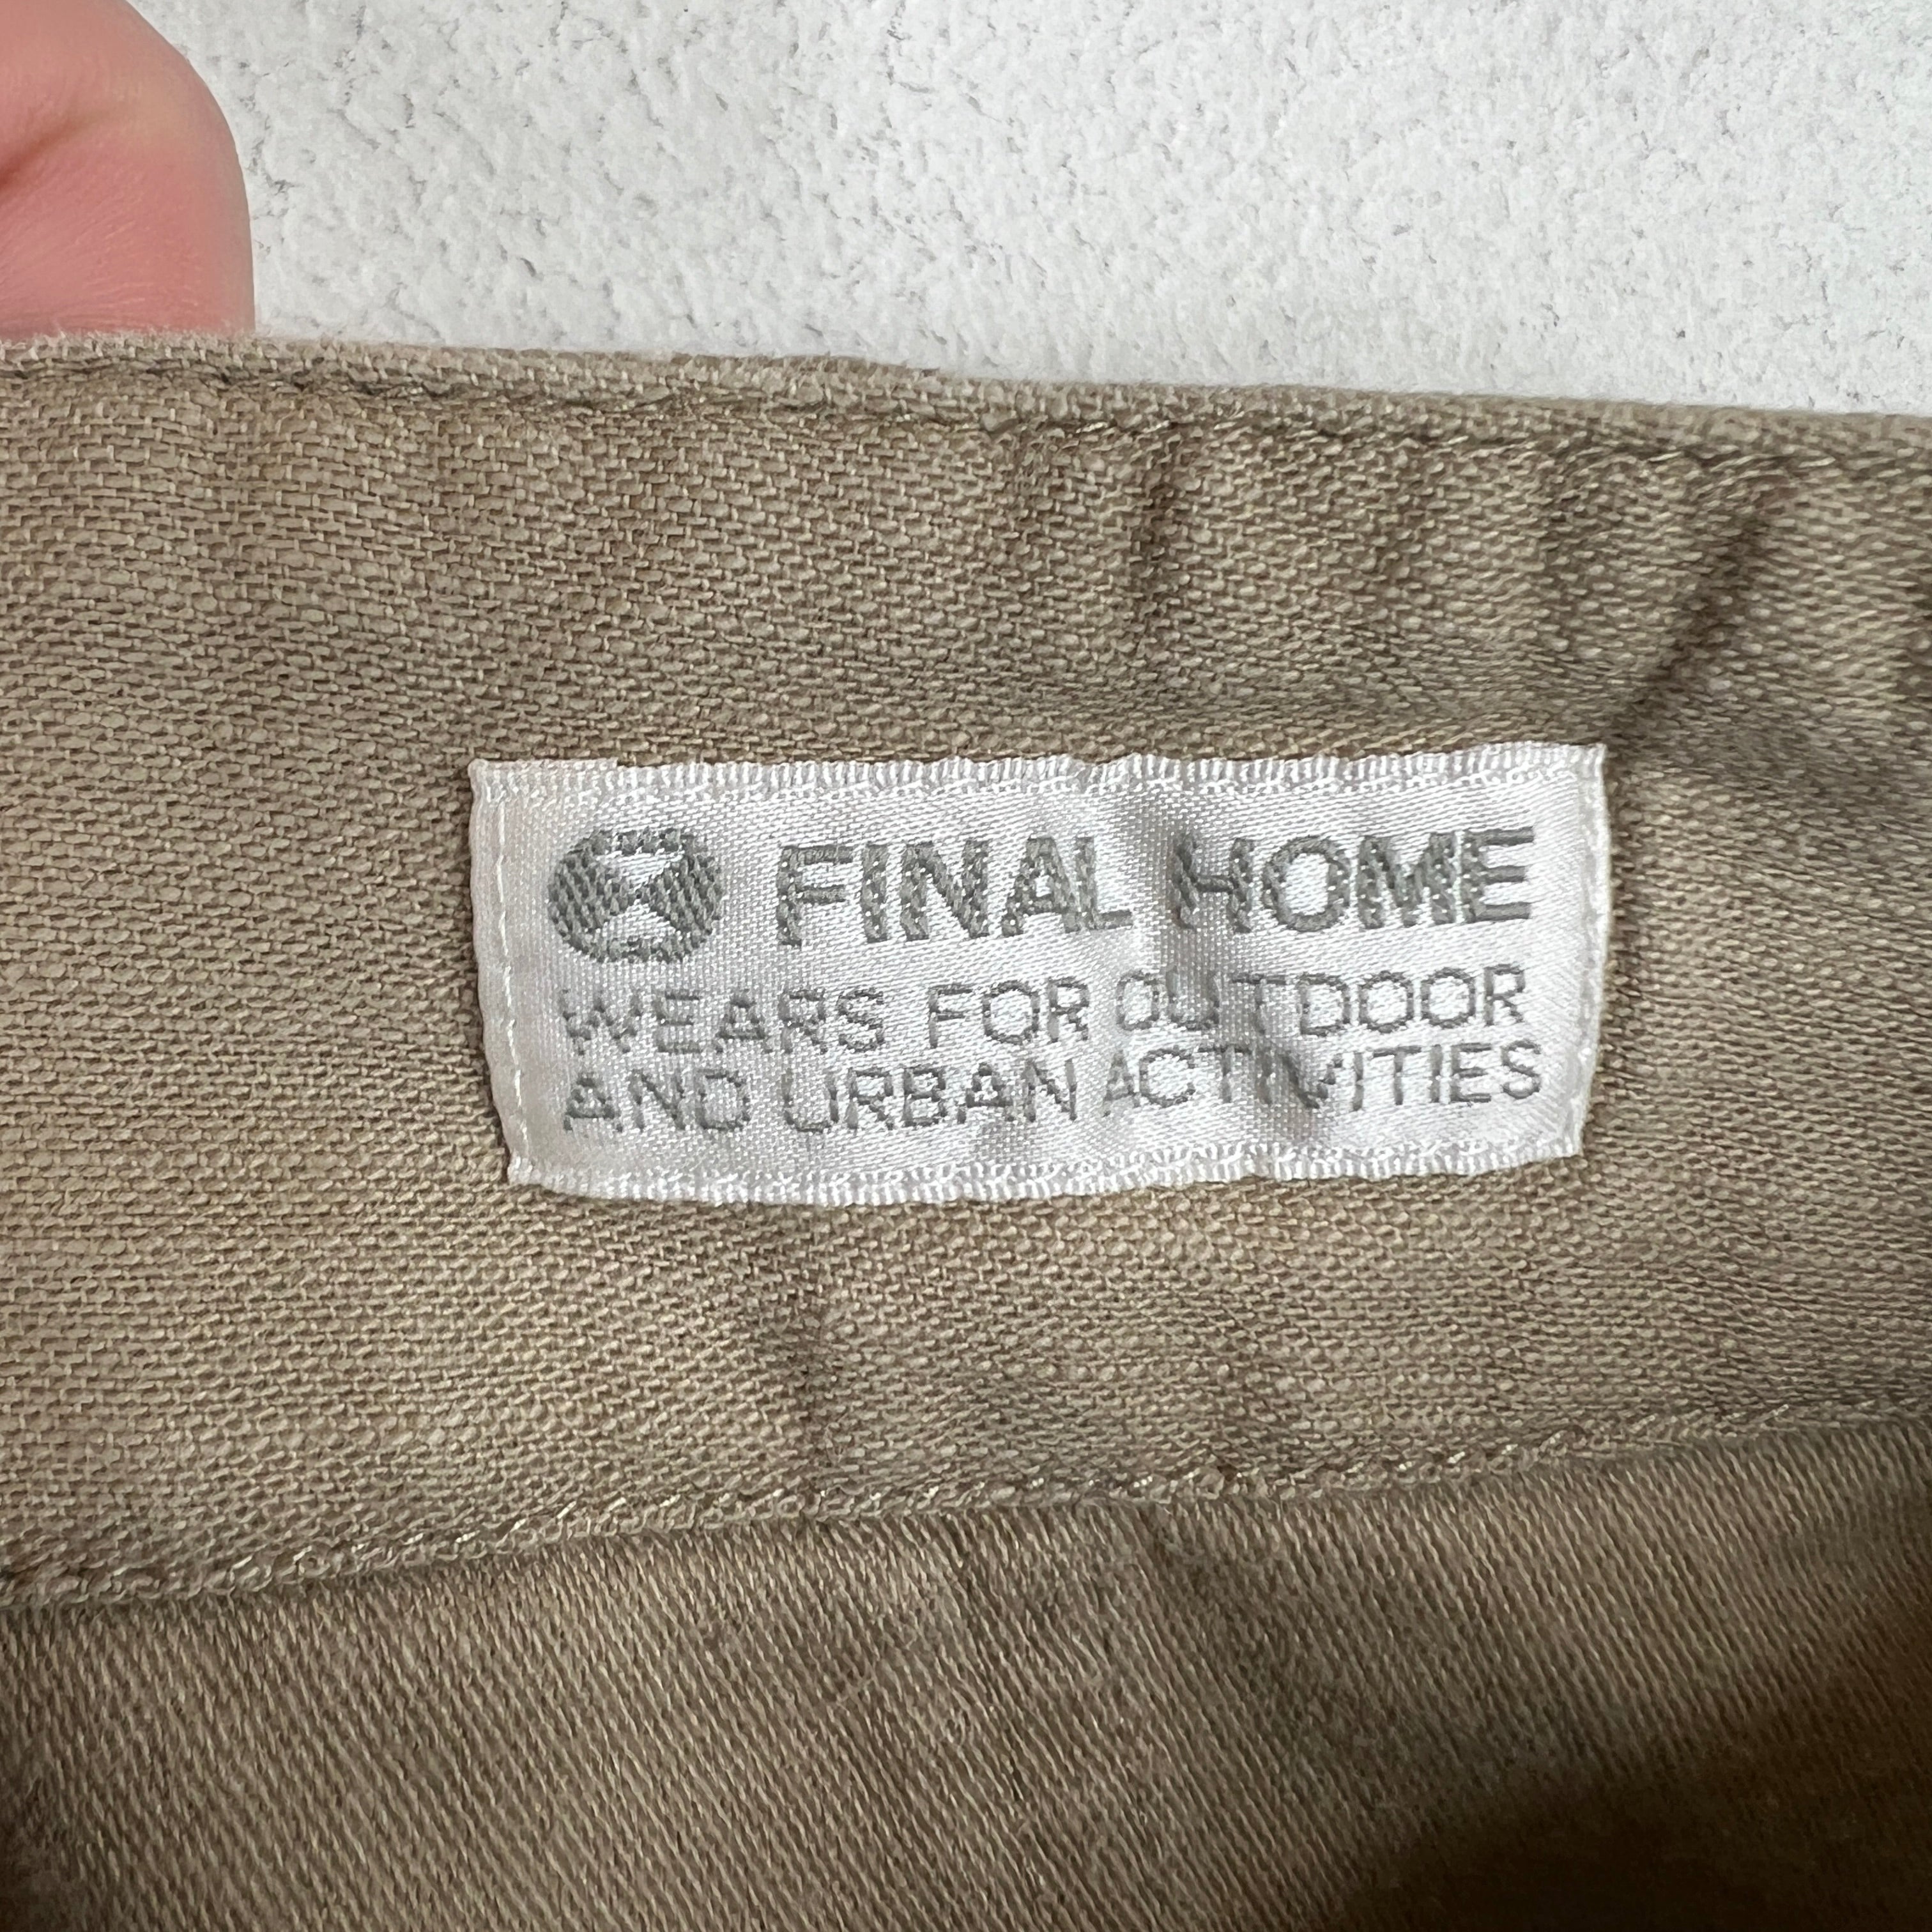 FINAL HOME
WEARS FOR OUTDOOR
AND URBAN ACTIVITIES